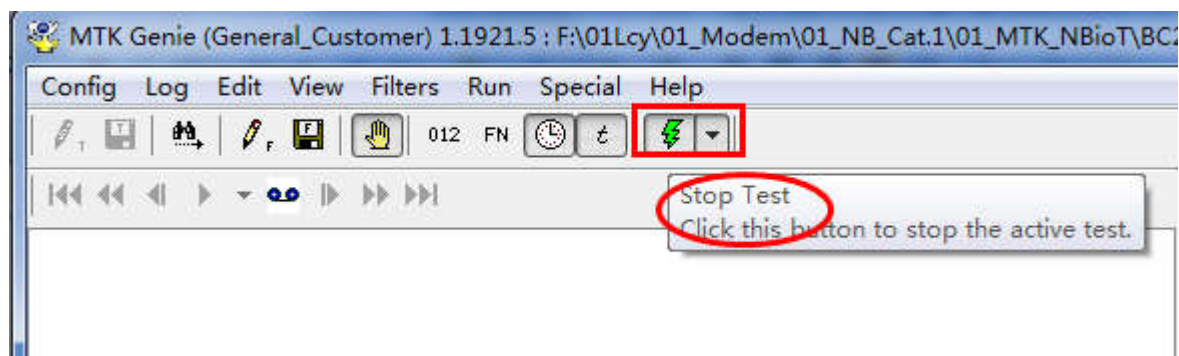 MTK Genie (General_Customer) 1.1921.5 : F:\01Lcy\01_Modem\01_NB_Cat.1\01_MTK_NBioT\BC2
Config Log Edit View Filters Run Special Help
T F 012 FN t
Stop Test
Click this button to stop the active test.